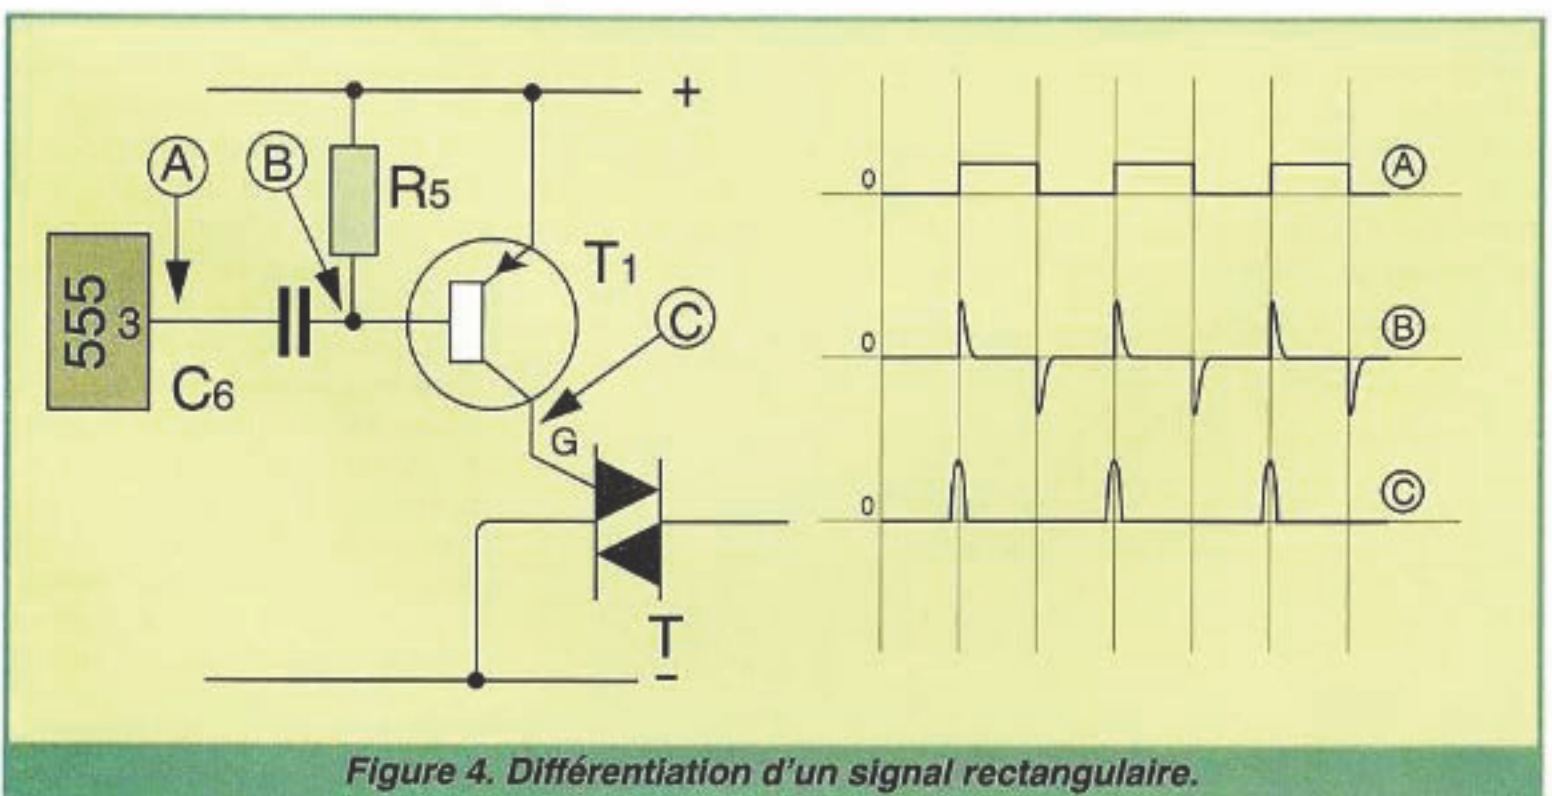 +
A
B
R5
555
3
C6
T1
C
G
T
-
0
A
0
B
0
C
Figure 4. Différentiation d'un signal rectangulaire.